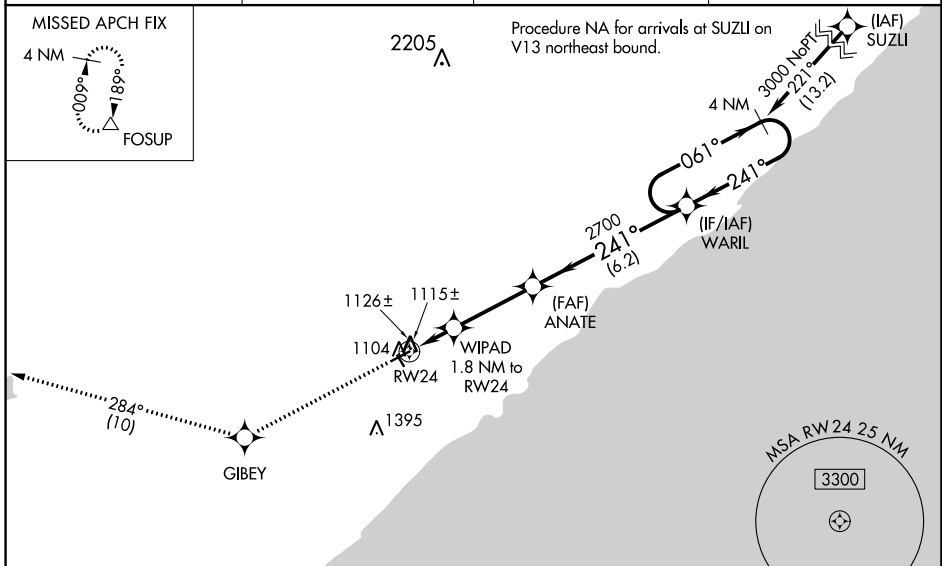 MISSED APCH FIX
4 NM
009°
189°
FOSUP
2205
Procedure NA for arrivals at SUZLI on
V13 northeast bound.
(IAF)
SUZLI
3000 NoPT
221°
(13.2)
4 NM
061°
241°
(IF/IAF)
WARIL
2700
241°
(6.2)
(FAF)
ANATE
1126±
1115±
1104
RW24
WIPAD
1.8 NM to
RW24
1395
284°
(10)
GIBEY
MSA RW24 25 NM
3300